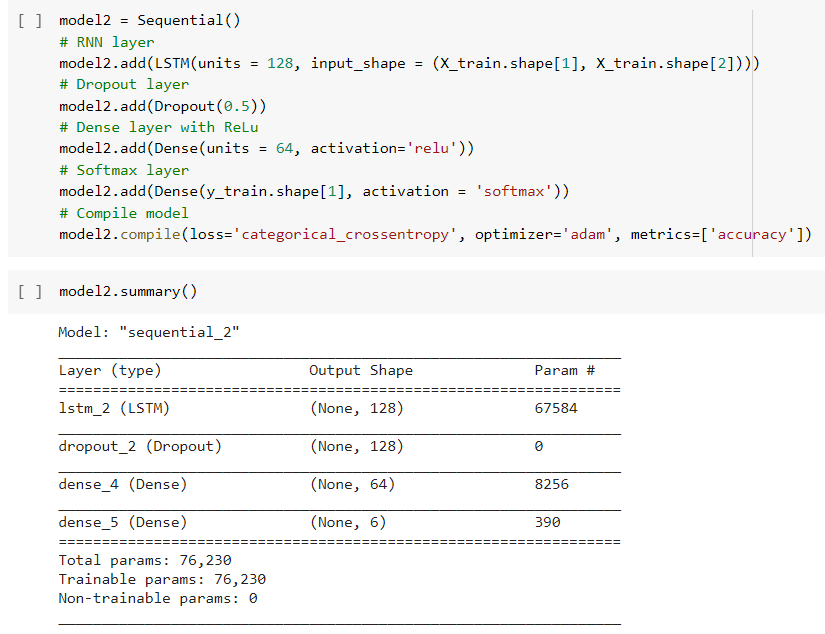 [ ] model2 = Sequential()
# RNN layer
model2.add(LSTM(units = 128, input_shape = (X_train.shape[1], X_train.shape[2])))
# Dropout layer
model2.add(Dropout(0.5))
# Dense layer with ReLu
model2.add(Dense(units = 64, activation='relu'))
# Softmax layer
model2.add(Dense(y_train.shape[1], activation = 'softmax'))
# Compile model
model2.compile(loss='categorical_crossentropy', optimizer='adam', metrics=['accuracy'])
[ ] model2.summary()
Model: "sequential_2"
_________________________________________________________________
Layer (type) Output Shape Param #
=================================================================
lstm_2 (LSTM) (None, 128) 67584
_________________________________________________________________
dropout_2 (Dropout) (None, 128) 0
_________________________________________________________________
dense_4 (Dense) (None, 64) 8256
_________________________________________________________________
dense_5 (Dense) (None, 6) 390
=================================================================
Total params: 76,230
Trainable params: 76,230
Non-trainable params: 0
_________________________________________________________________